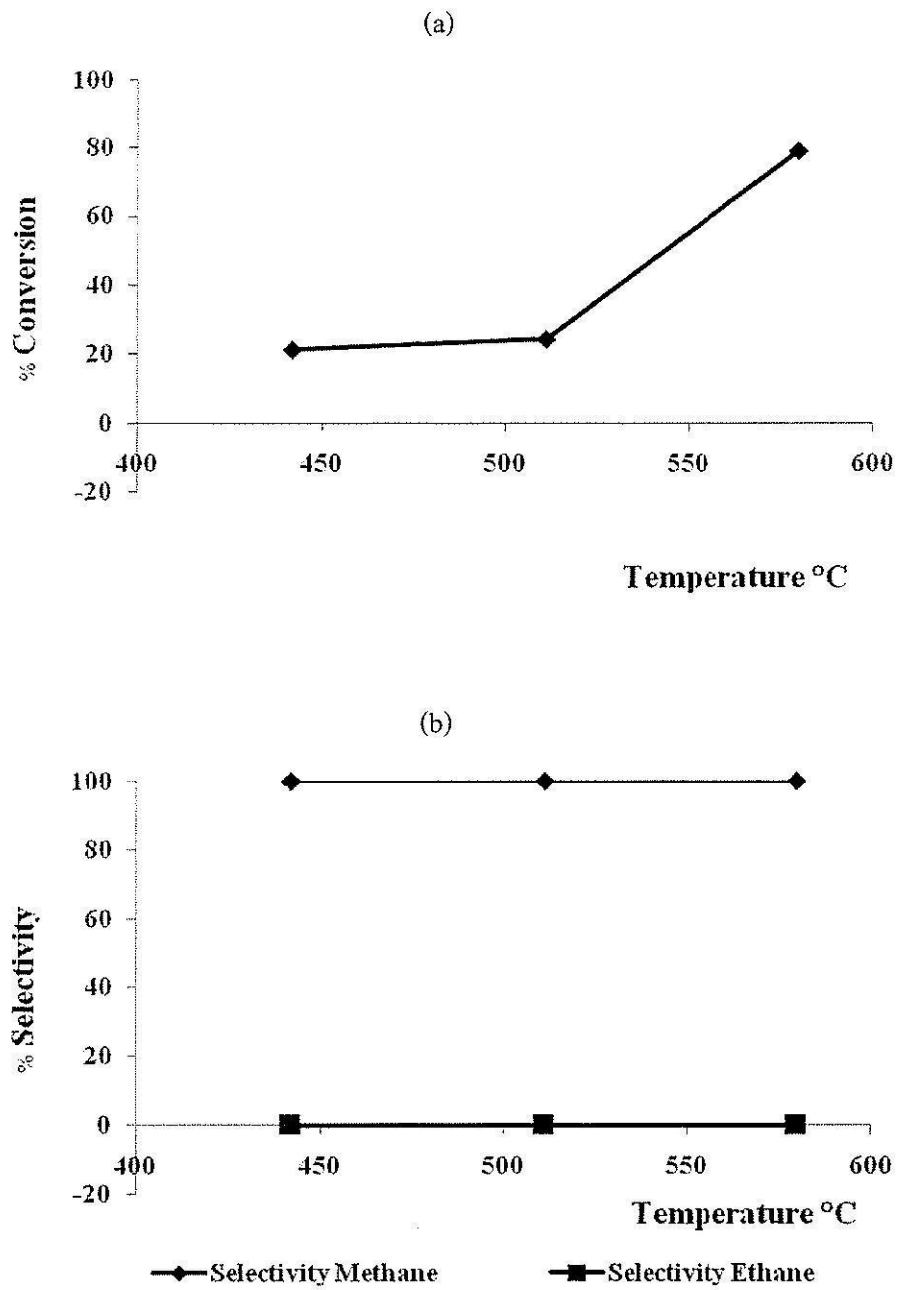 (a)
100
80
60
40
20
0
-20
% Conversion
400 450 500 550 600
Temperature °C
(b)
100
80
60
40
20
0
-20
% Selectivity
400 450 500 550 600
Temperature °C
Selectivity Methane Selectivity Ethane